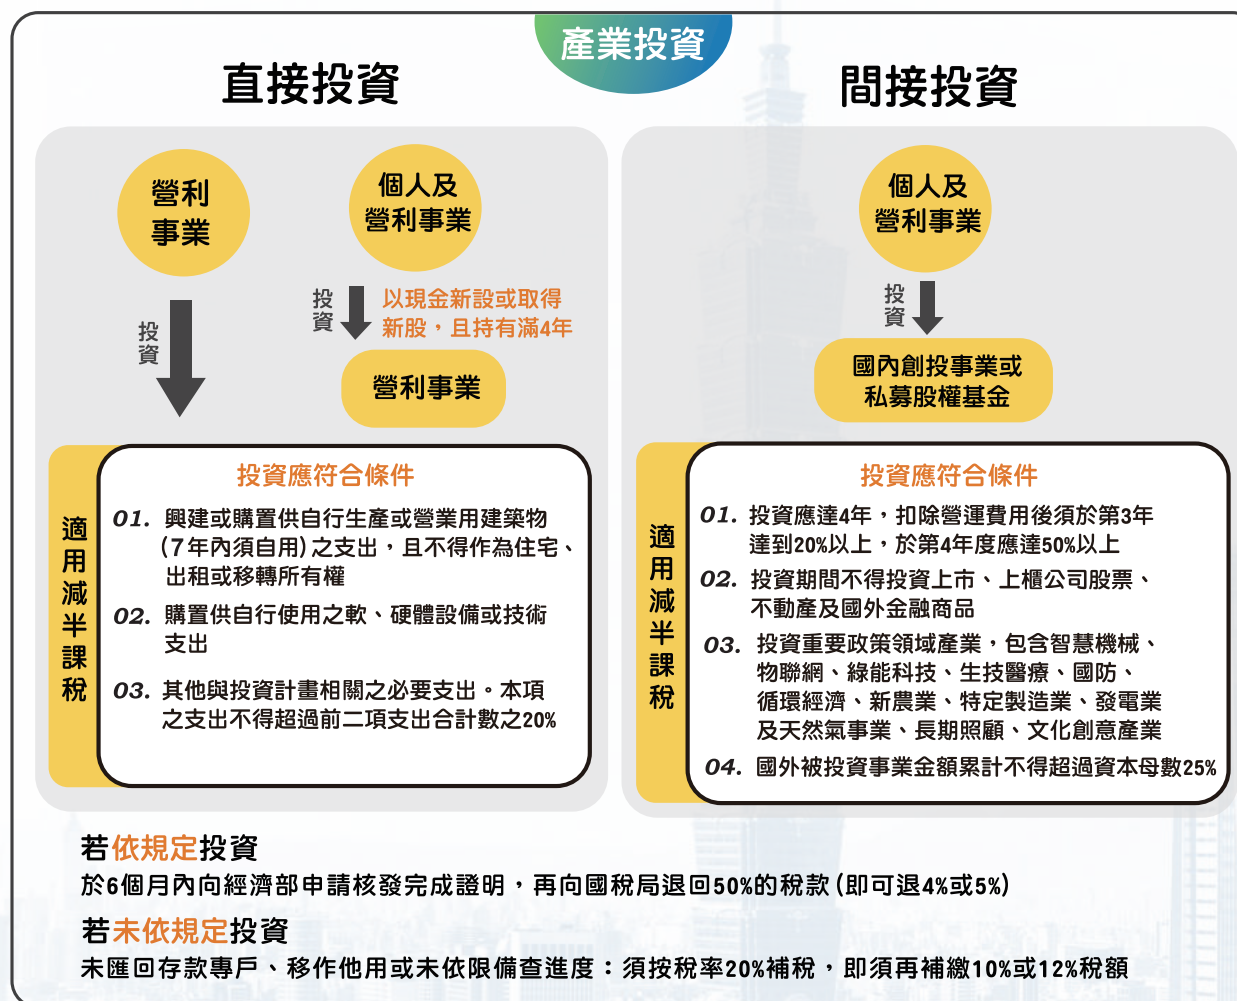 產業投資
直接投資
營利
事業
投資
個人及
營利事業
投資
以現金新設或取得
新股，且持有滿4年
營利事業
適用減半課稅
投資應符合條件
01. 興建或購置供自行生產或營業用建築物
(7年內須自用)之支出，且不得作為住宅、
出租或移轉所有權
02. 購置供自行使用之軟、硬體設備或技術
支出
03. 其他與投資計畫相關之必要支出。本項
之支出不得超過前二項支出合計數之20%
間接投資
個人及
營利事業
投資
國內創投事業或
私募股權基金
適用減半課稅
投資應符合條件
01. 投資應達4年，扣除營運費用後須於第3年
達到20%以上，於第4年度應達50%以上
02. 投資期間不得投資上市、上櫃公司股票、
不動產及國外金融商品
03. 投資重要政策領域產業，包含智慧機械、
物聯網、綠能科技、生技醫療、國防、
循環經濟、新農業、特定製造業、發電業
及天然氣事業、長期照顧、文化創意產業
04. 國外被投資事業金額累計不得超過資本母數25%
若依規定投資
於6個月內向經濟部申請核發完成證明，再向國稅局退回50%的稅款(即可退4%或5%)
若未依規定投資
未匯回存款專戶、移作他用或未依限備查進度：須按稅率20%補稅，即須再補繳10%或12%稅額